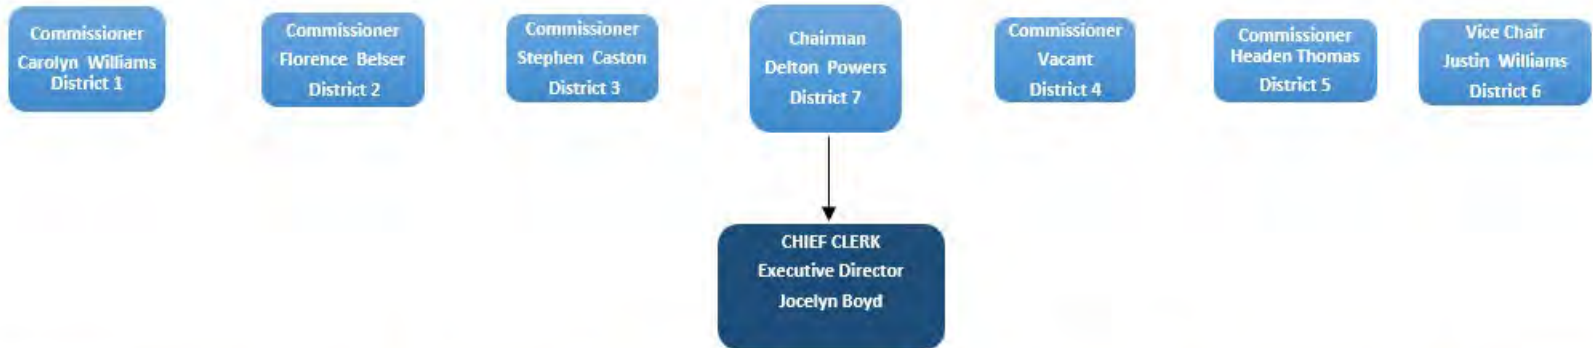 Commissioner
Carolyn Williams
District 1
Commissioner
Florence Belser
District 2
Commissioner
Stephen Caston
District 3
Chairman
Delton Powers
District 7
Commissioner
Vacant
District 4
Commissioner
Headen Thomas
District 5
Vice Chair
Justin Williams
District 6
CHIEF CLERK
Executive Director
Jocelyn Boyd